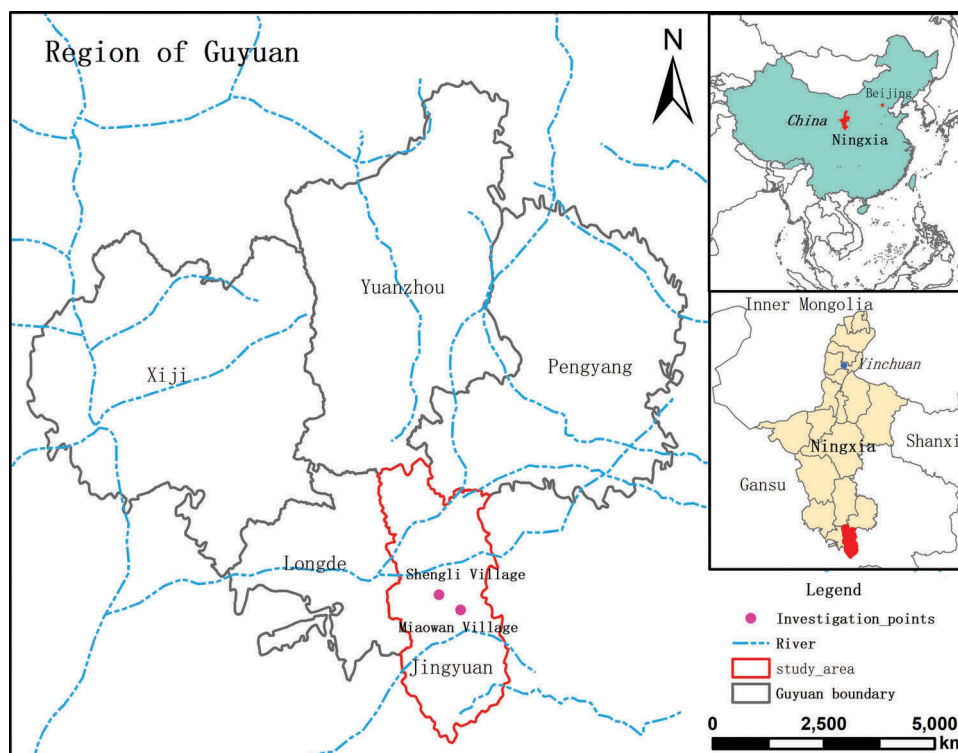 Region of Guyuan
N
Yuanzhou
Xiji
Pengyang
Longde
Shengli Village
Miaowan Village
Jingyuan
Beijing
China
Ningxia
Inner Mongolia
Yinchuan
Ningxia
Shanxi
Gansu
Legend
Investigation_points
River
study_area
Guyuan boundary
0 2,500 5,000
km